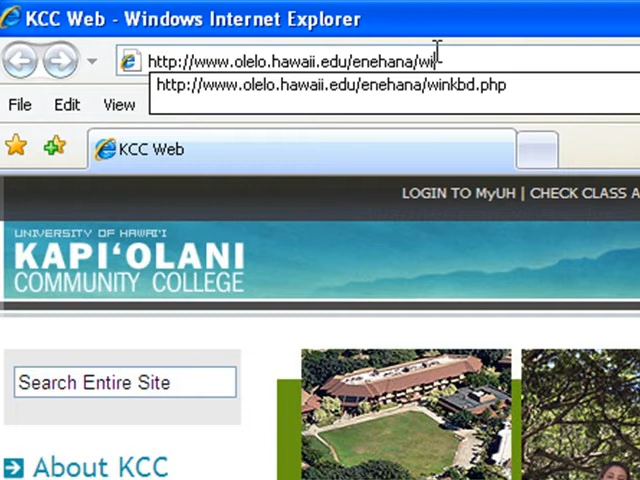 KCC Web - Windows Internet Explorer
http://www.olelo.hawaii.edu/enehana/wi
http://www.olelo.hawaii.edu/enehana/winkbd.php
File Edit View
KCC Web
LOGIN TO MyUH | CHECK CLASS A
UNIVERSITY OF HAWAI'I
KAPI‘OLANI
COMMUNITY COLLEGE
Search Entire Site
About KCC